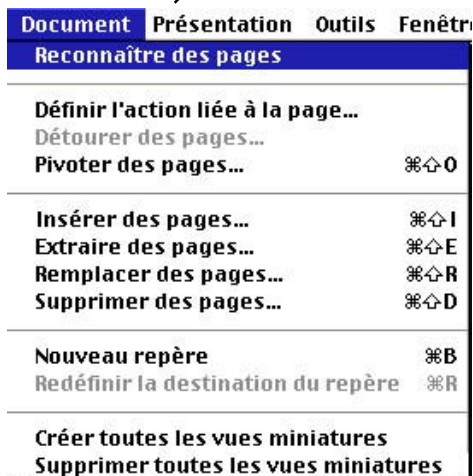 Document Présentation Outils Fenêtr
Reconnaître des pages
Définir l'action liée à la page...
Détourer des pages...
Pivoter des pages... ⌘⇧O
Insérer des pages... ⌘⇧I
Extraire des pages... ⌘⇧E
Remplacer des pages... ⌘⇧R
Supprimer des pages... ⌘⇧D
Nouveau repère ⌘B
Redéfinir la destination du repère ⌘R
Créer toutes les vues miniatures
Supprimer toutes les vues miniatures